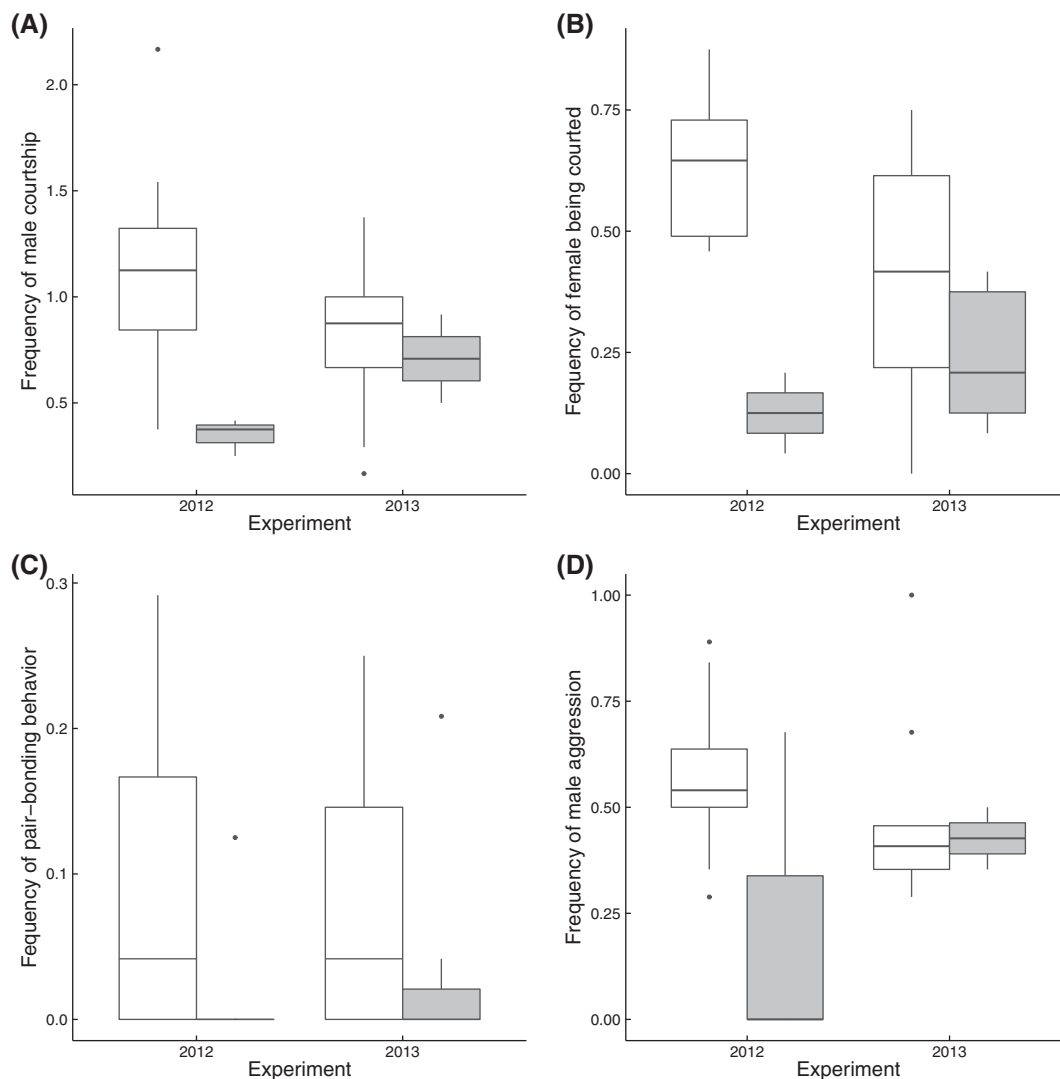 (A)
Frequency of male courtship
2.0
1.5
1.0
0.5
2012
2013
Experiment
(B)
Fequency of female being courted
0.75
0.50
0.25
0.00
2012
2013
Experiment
(C)
Fequency of pair−bonding behavior
0.3
0.2
0.1
0.0
2012
2013
Experiment
(D)
Frequency of male aggression
1.00
0.75
0.50
0.25
0.00
2012
2013
Experiment